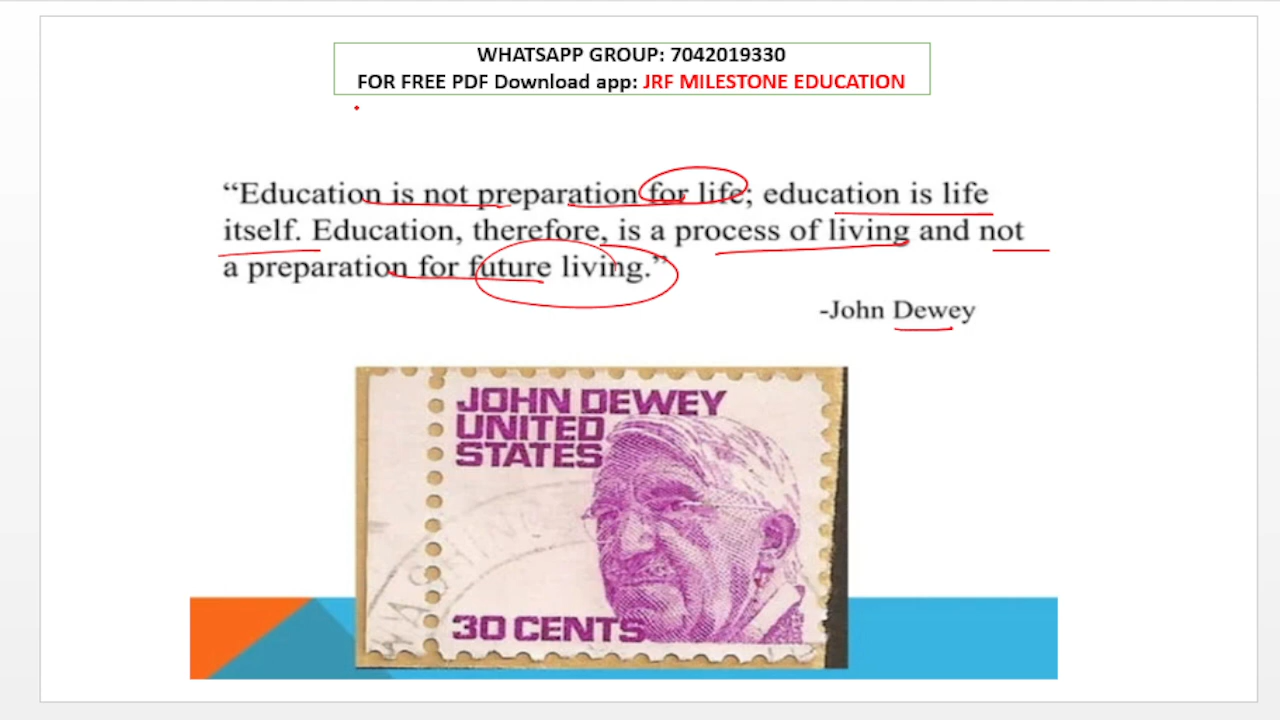 WHATSAPP GROUP: 7042019330
FOR FREE PDF Download app: JRF MILESTONE EDUCATION
“Education is not preparation for life; education is life
itself. Education, therefore, is a process of living and not
a preparation for future living.”
-John Dewey
JOHN DEWEY
UNITED
STATES
30 CENTS